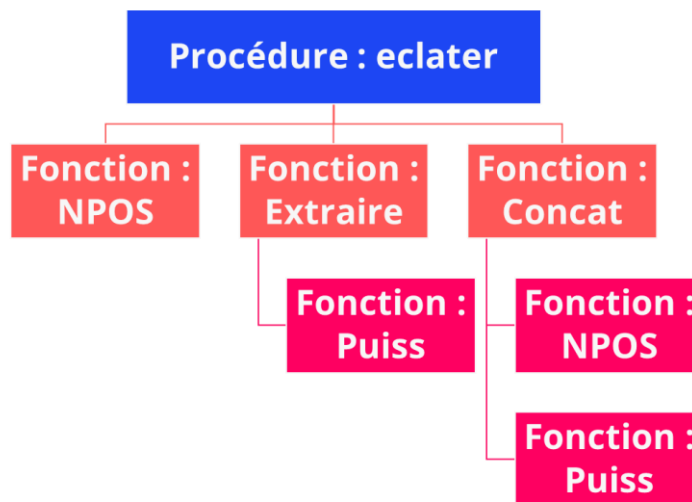 Procédure : eclater
Fonction :
NPOS
Fonction :
Extraire
Fonction :
Concat
Fonction :
Puiss
Fonction :
NPOS
Fonction :
Puiss